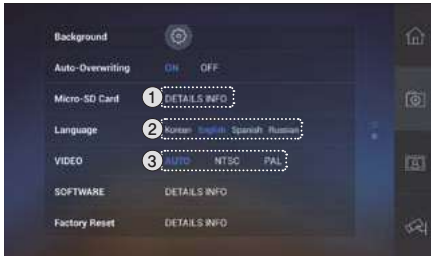 Background
Auto-Overwriting ON OFF
Micro-SD Card 1 DETAILS INFO
Language 2 Korean English Spanish Russian
VIDEO 3 AUTO NTSC PAL
SOFTWARE DETAILS INFO
Factory Reset DETAILS INFO